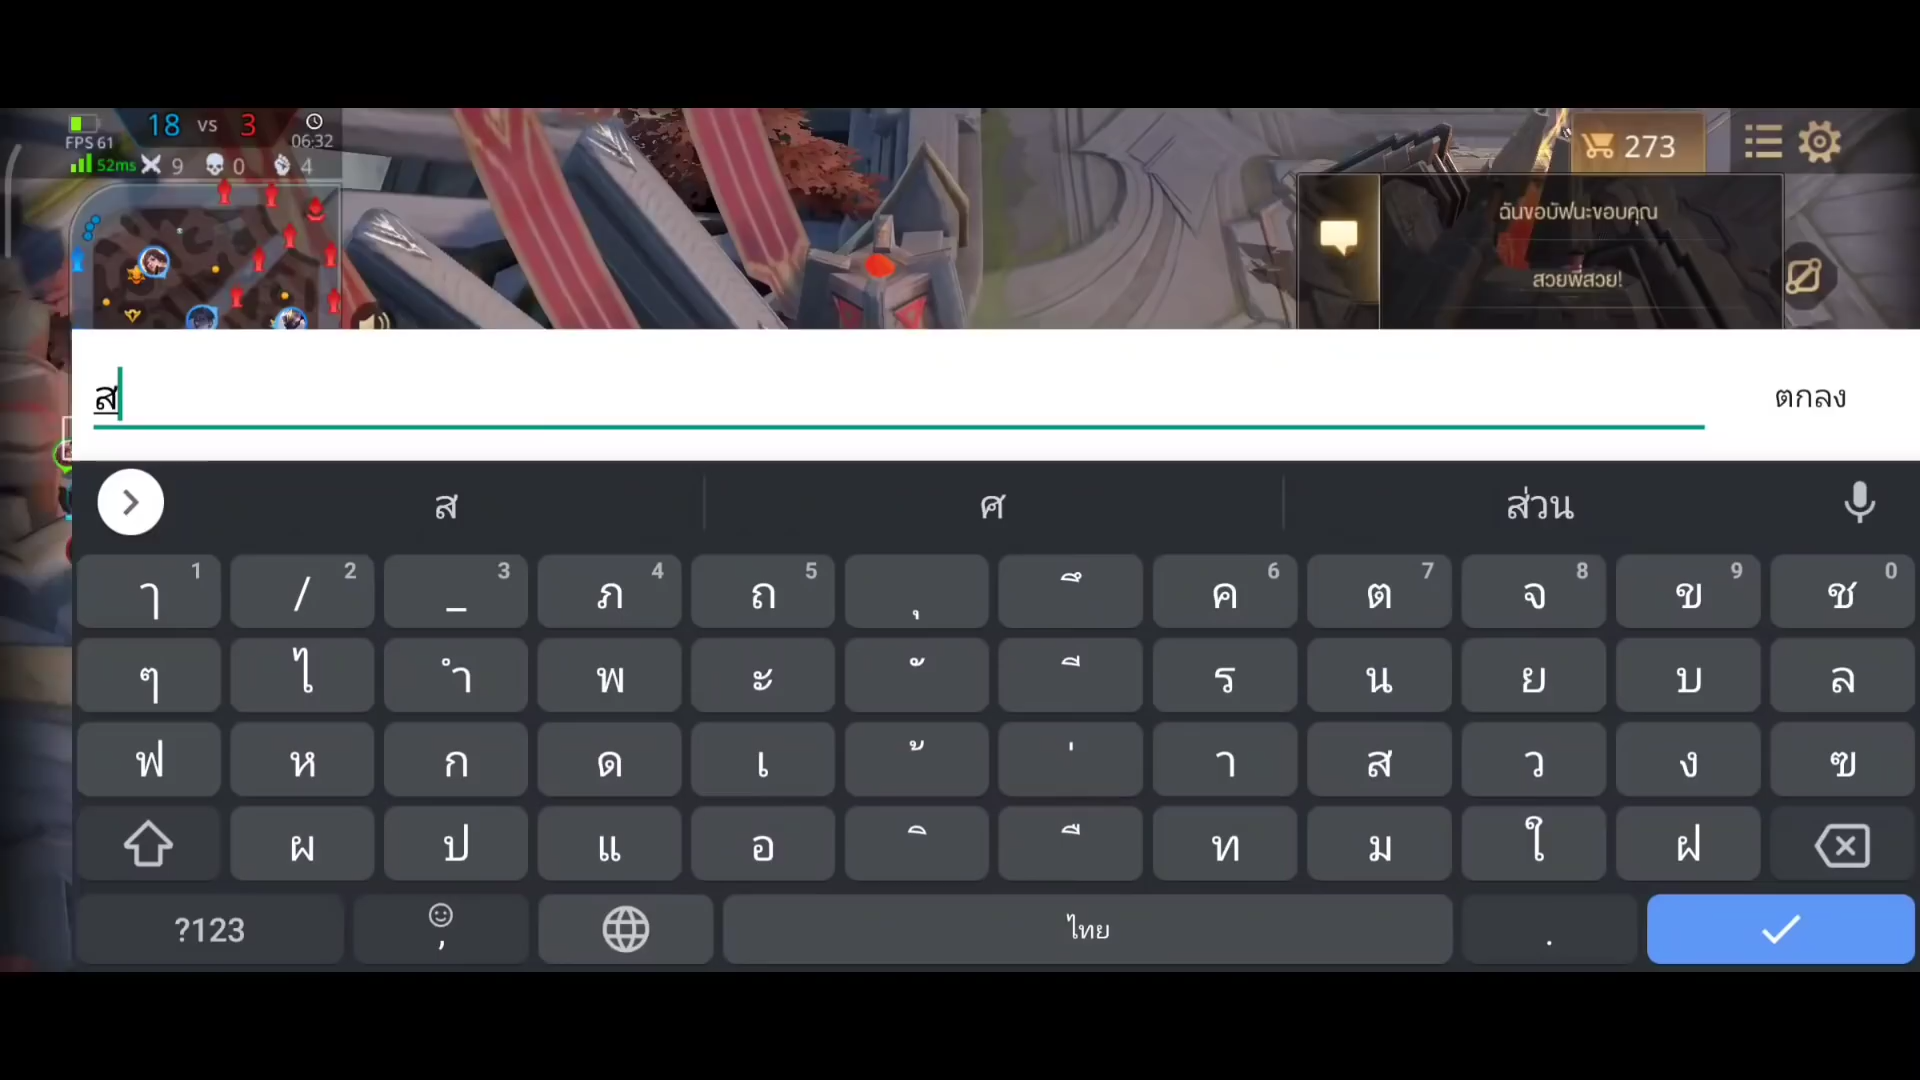 18 vs 3
06:32
FPS 61
52ms 9 0 4
273
ฉันขอบัฟนะขอบคุณ
สวยพี่สวย!
ส
ตกลง
ส ศ ส่วน
ๅ 1 / 2 _ 3 ภ 4 ถ 5 ุ ึ ค 6 ต 7 จ 8 ข 9 ช 0
ๆ ไ ำ พ ะ ั ี ร น ย บ ล
ฟ ห ก ด เ ้ ่ า ส ว ง ฃ
ผ ป แ อ ิ ื ท ม ใ ฝ
?123 , ไทย .